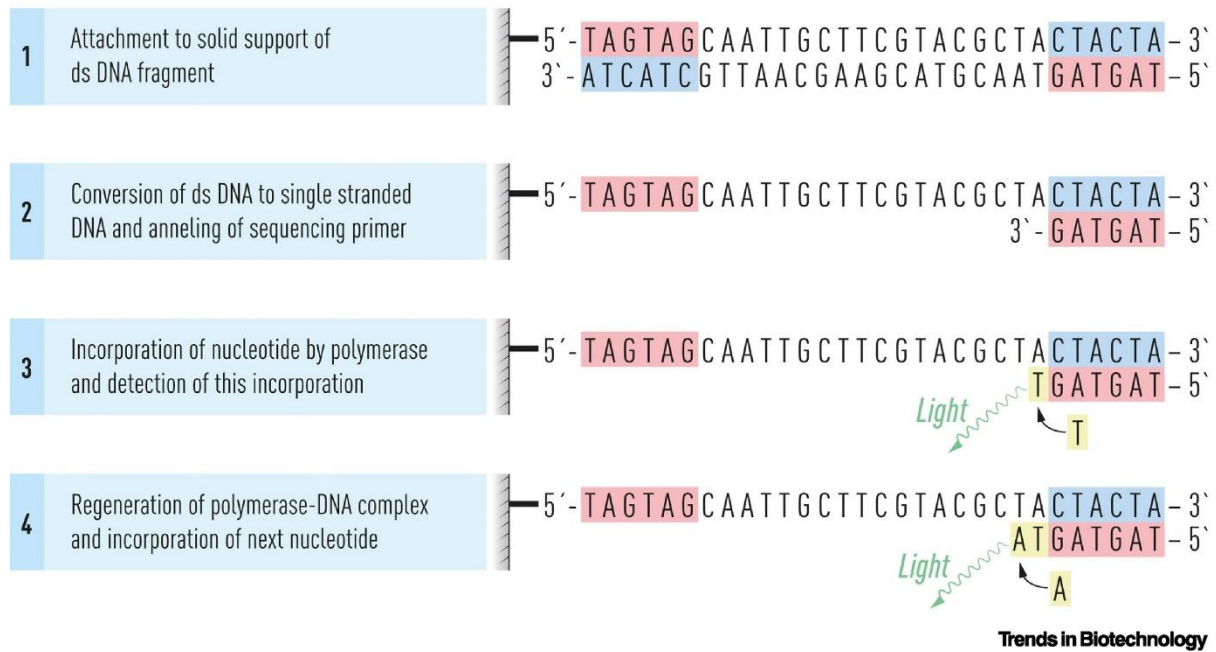 1
Attachment to solid support of
ds DNA fragment
5´-TAGTAGCAATTGCTTCGTACGCTACTACTA–3`
3`-ATCATCGTTAACGAAGCATGCAATGATGAT–5`
2
Conversion of ds DNA to single stranded
DNA and anneling of sequencing primer
5´-TAGTAGCAATTGCTTCGTACGCTACTACTA–3`
3`-GATGAT–5`
3
Incorporation of nucleotide by polymerase
and detection of this incorporation
5´-TAGTAGCAATTGCTTCGTACGCTACTACTA–3`
TGATGAT–5`
Light
T
4
Regeneration of polymerase-DNA complex
and incorporation of next nucleotide
5´-TAGTAGCAATTGCTTCGTACGCTACTACTA–3`
ATGATGAT–5`
Light
A
Trends in Biotechnology